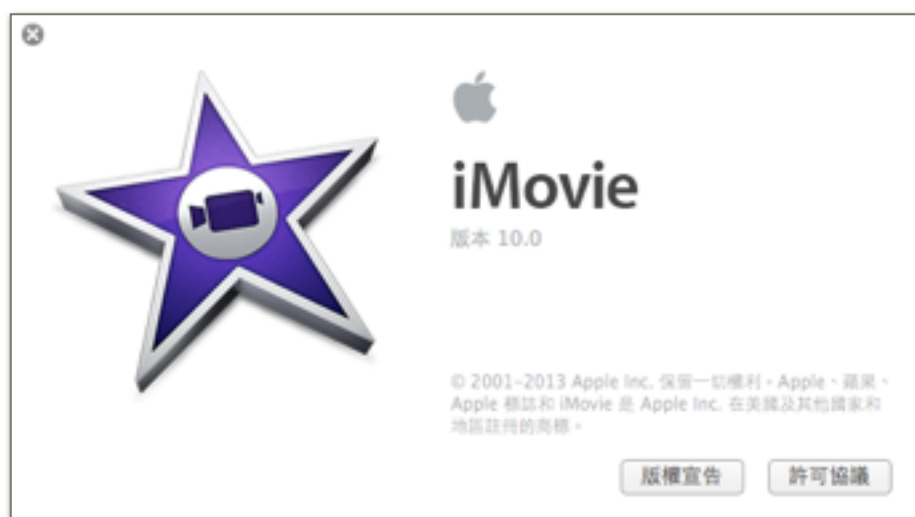 iMovie
版本 10.0
© 2001-2013 Apple Inc. 保留一切權利。Apple、蘋果、
Apple 標誌和 iMovie 是 Apple Inc. 在美國及其他國家和
地區註冊的商標。
版權宣告
許可協議